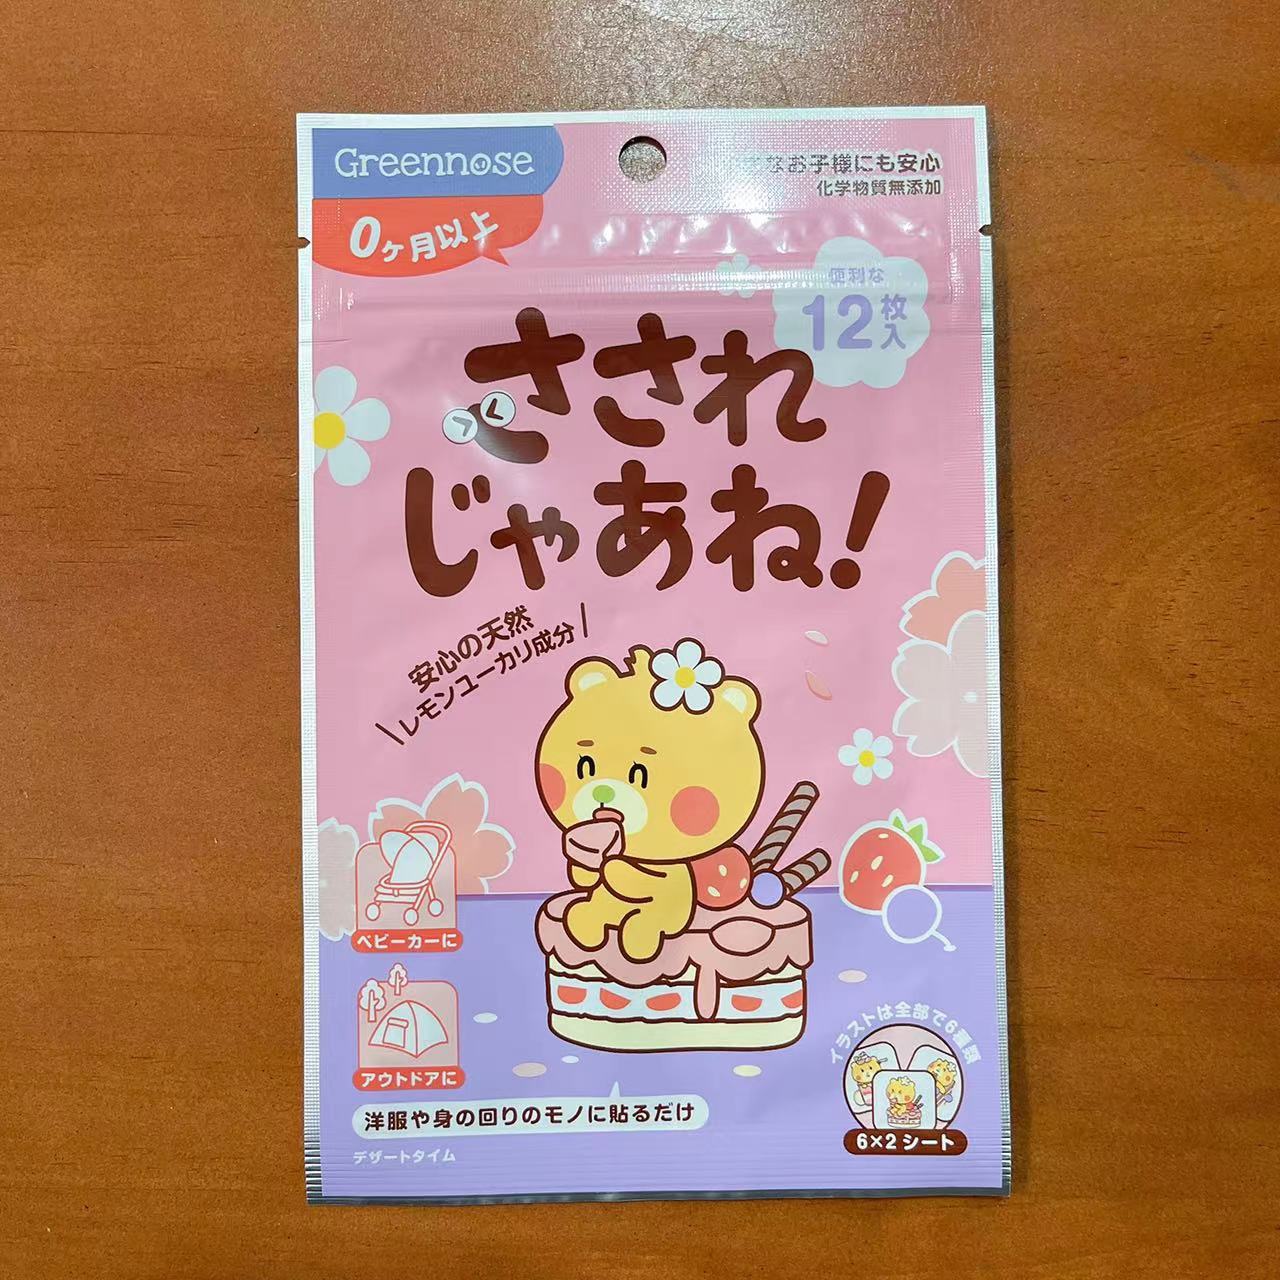 Greennose
なお子様にも安心
化学物質無添加
0ヶ月以上
便利な
12枚入
さされ
じゃあね!
安心の天然
レモンユーカリ成分
ベビーカーに
アウトドアに
イラストは全部で6種類
6×2シート
洋服や身の回りのモノに貼るだけ
デザートタイム